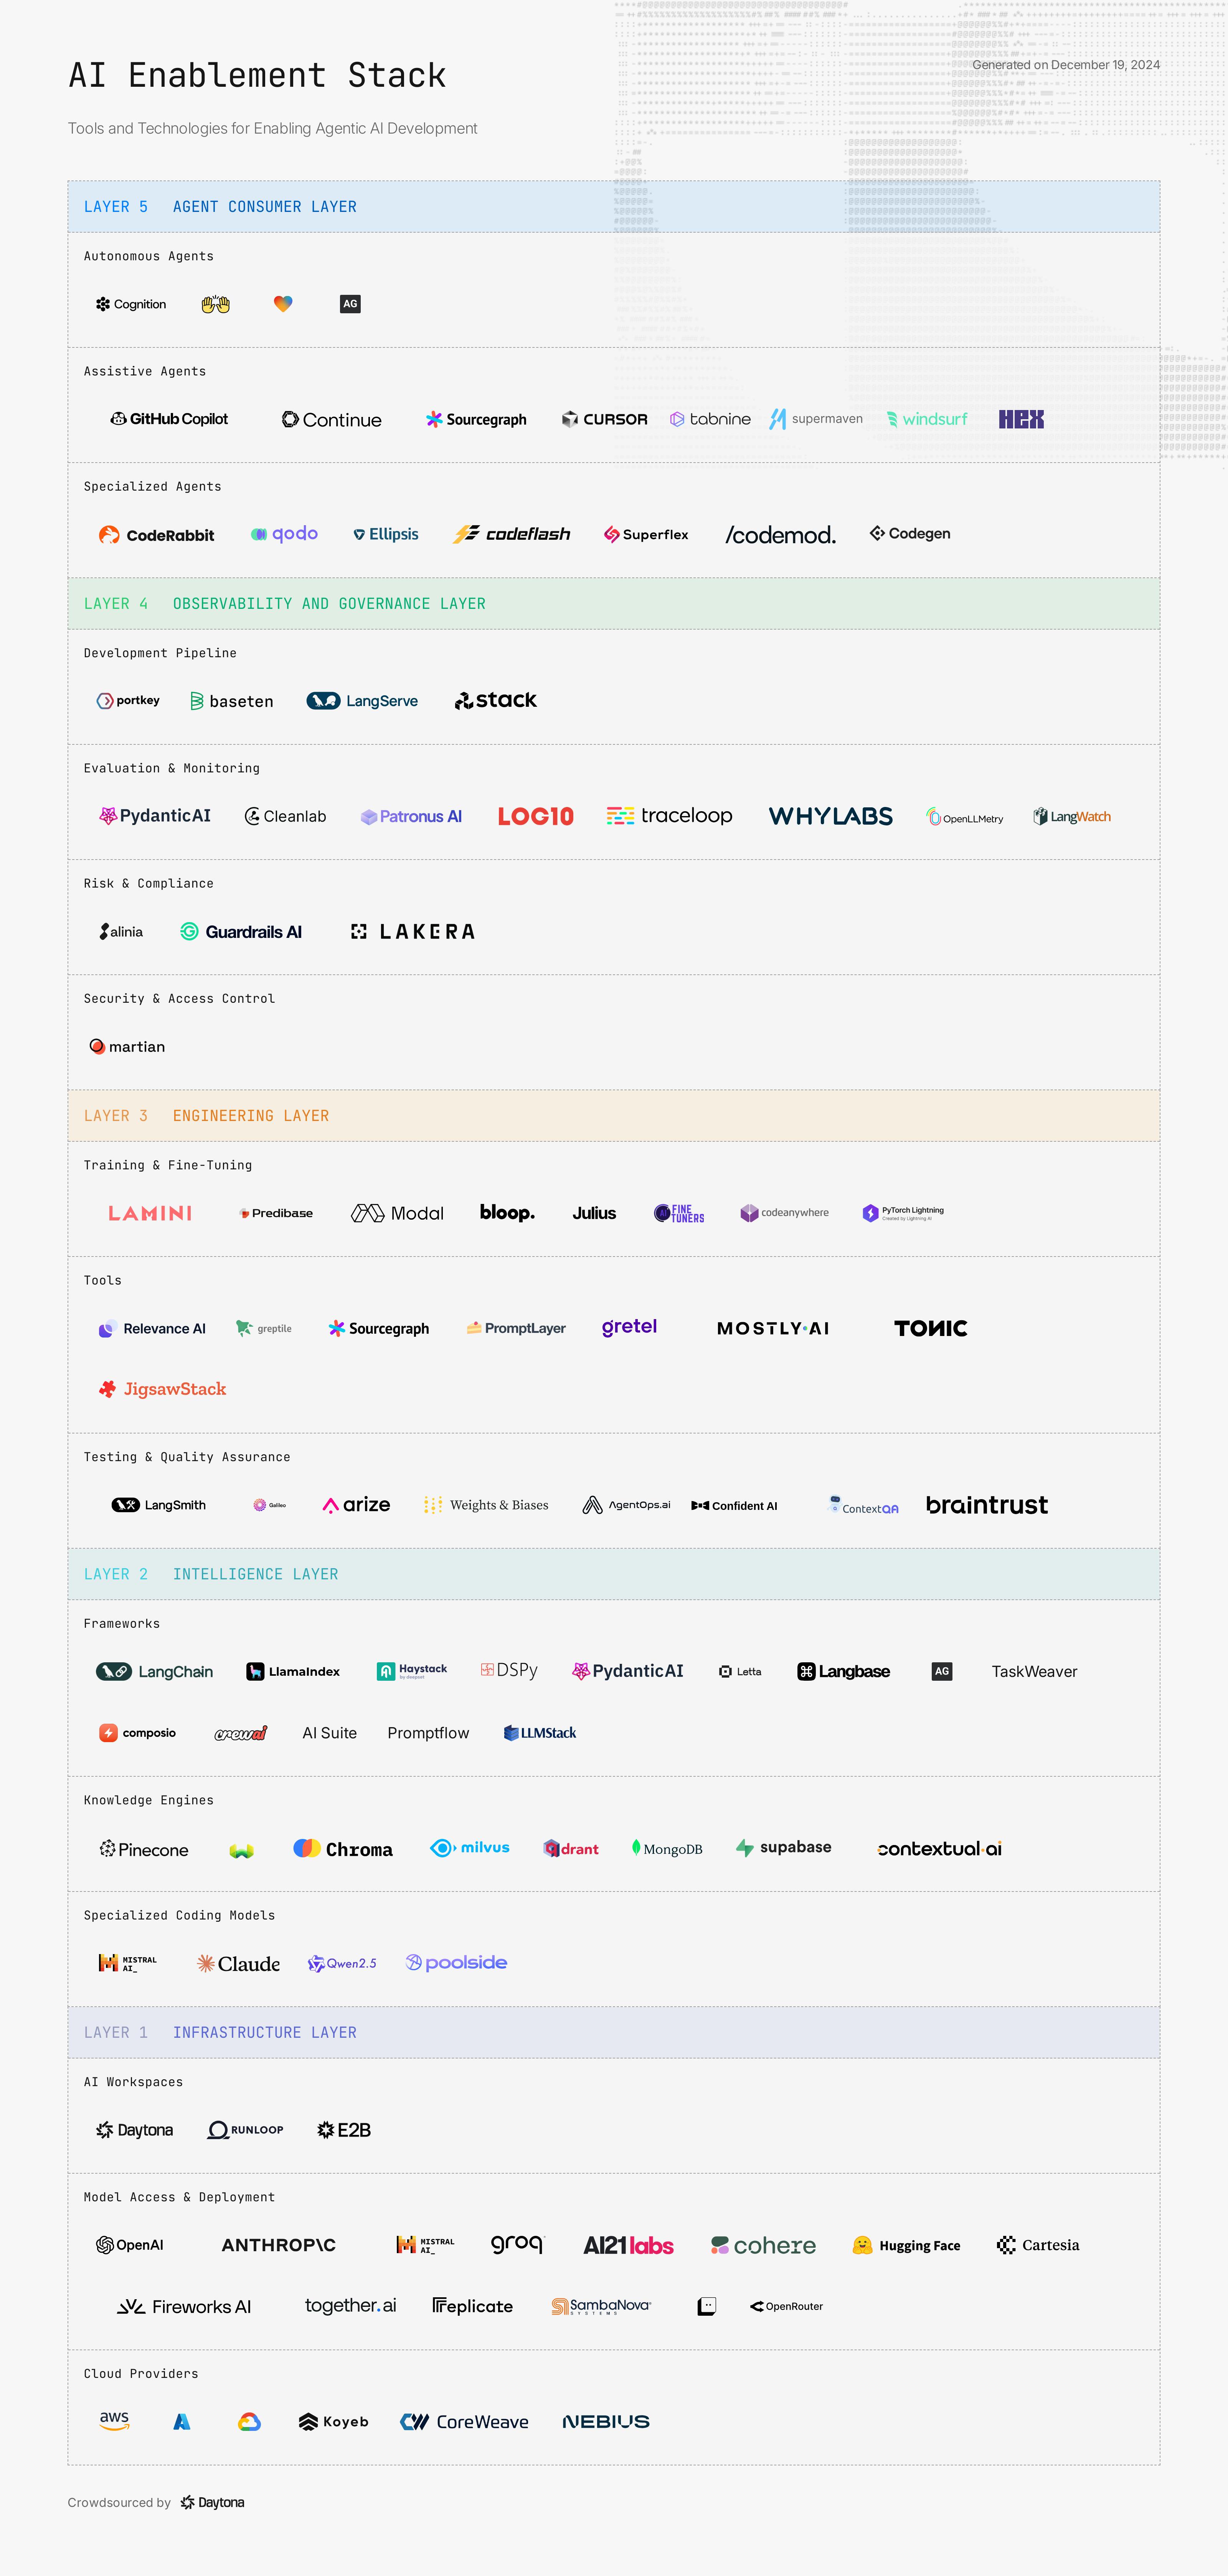 AI Enablement Stack
Generated on December 19, 2024
Tools and Technologies for Enabling Agentic AI Development
LAYER 5 AGENT CONSUMER LAYER
Autonomous Agents
Cognition AG
Assistive Agents
GitHub Copilot Continue Sourcegraph CURSOR tabnine supermaven windsurf HEX
Specialized Agents
CodeRabbit qodo Ellipsis codeflash Superflex /codemod. Codegen
LAYER 4 OBSERVABILITY AND GOVERNANCE LAYER
Development Pipeline
portkey baseten LangServe stack
Evaluation & Monitoring
PydanticAI Cleanlab Patronus AI LOG10 traceloop WHYLABS OpenLLMetry LangWatch
Risk & Compliance
alinia Guardrails AI LAKERA
Security & Access Control
martian
LAYER 3 ENGINEERING LAYER
Training & Fine-Tuning
LAMINI Predibase Modal bloop. Julius AI FINE TUNERS codeanywhere PyTorch Lightning Created by Lightning AI
Tools
Relevance AI greptile Sourcegraph PromptLayer gretel MOSTLY·AI TONIC
JigsawStack
Testing & Quality Assurance
LangSmith Galileo arize Weights & Biases AgentOps.ai Confident AI ContextQA braintrust
LAYER 2 INTELLIGENCE LAYER
Frameworks
LangChain LlamaIndex Haystack by deepset DSPy PydanticAI Letta Langbase AG TaskWeaver
composio crewai AI Suite Promptflow LLMStack
Knowledge Engines
Pinecone Chroma milvus qdrant MongoDB supabase contextual·ai
Specialized Coding Models
MISTRAL AI_ Claude Qwen2.5 poolside
LAYER 1 INFRASTRUCTURE LAYER
AI Workspaces
Daytona RUNLOOP E2B
Model Access & Deployment
OpenAI ANTHROP\C MISTRAL AI_ groq AI21labs cohere Hugging Face Cartesia
Fireworks AI together.ai Replicate SambaNova SYSTEMS OpenRouter
Cloud Providers
aws Koyeb CoreWeave NEBIUS
Crowdsourced by Daytona